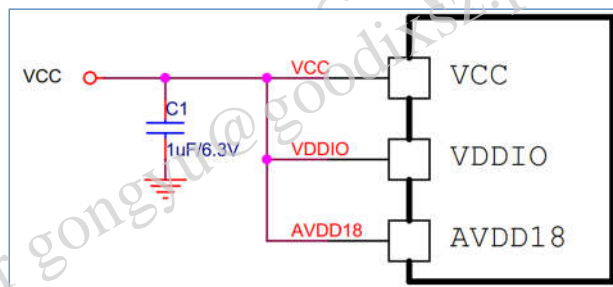 VCC
VCC
VCC
C1
1uF/6.3V
VDDIO
VDDIO
AVDD18
AVDD18
r gongyu@goodixsz.